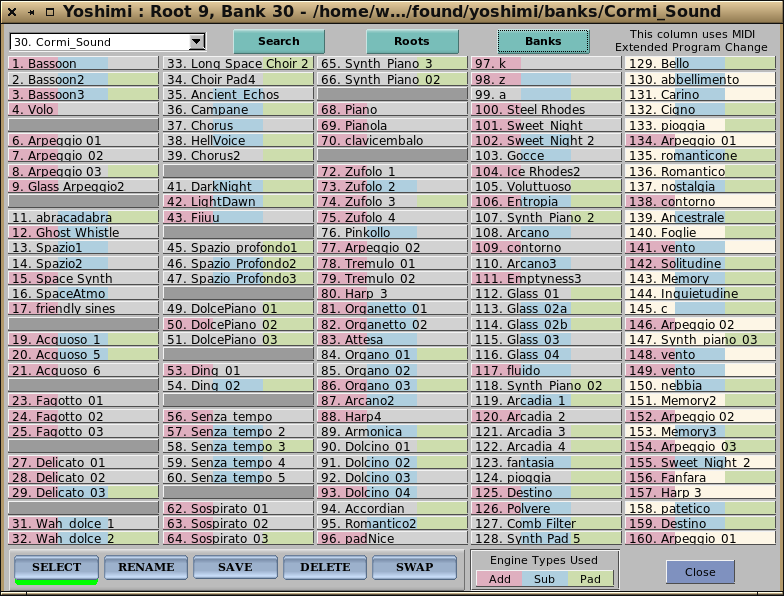 Yoshimi : Root 9, Bank 30 - /home/w.../found/yoshimi/banks/Cormi_Sound
30. Cormi_Sound
Search
Roots
Banks
This column uses MIDI
Extended Program Change
1. Bassoon
2. Bassoon2
3. Bassoon3
4. Volo
6. Arpeggio 01
7. Arpeggio 02
8. Arpeggio 03
9. Glass Arpeggio2
11. abracadabra
12. Ghost Whistle
13. Spazio1
14. Spazio2
15. Space Synth
16. SpaceAtmo
17. friendly sines
19. Acquoso 1
20. Acquoso 5
21. Acquoso 6
23. Fagotto 01
24. Fagotto 02
25. Fagotto 03
27. Delicato 01
28. Delicato 02
29. Delicato 03
31. Wah dolce 1
32. Wah dolce 2
33. Long Space Choir 2
34. Choir Pad4
35. Ancient Echos
36. Campane
37. Chorus
38. HellVoice
39. Chorus2
41. DarkNight
42. LightDawn
43. Fiiuu
45. Spazio profondo1
46. Spazio Profondo2
47. Spazio Profondo3
49. DolcePiano 01
50. DolcePiano 02
51. DolcePiano 03
53. Ding 01
54. Ding 02
56. Senza tempo
57. Senza tempo 2
58. Senza tempo 3
59. Senza tempo 4
60. Senza tempo 5
62. Sospirato 01
63. Sospirato 02
64. Sospirato 03
65. Synth Piano 3
66. Synth Piano 02
68. Piano
69. Pianola
70. clavicembalo
72. Zufolo 1
73. Zufolo 2
74. Zufolo 3
75. Zufolo 4
76. Pinkollo
77. Arpeggio 02
78. Tremulo 01
79. Tremulo 02
80. Harp 3
81. Organetto 01
82. Organetto 02
83. Attesa
84. Organo 01
85. Organo 02
86. Organo 03
87. Arcano2
88. Harp4
89. Armonica
90. Dolcino 01
91. Dolcino 02
92. Dolcino 03
93. Dolcino 04
94. Accordian
95. Romantico2
96. padNice
97. k
98. z
99. a
100. Steel Rhodes
101. Sweet Night
102. Sweet Night 2
103. Gocce
104. Ice Rhodes2
105. Voluttuoso
106. Entropia
107. Synth Piano 2
108. Arcano
109. contorno
110. Arcano3
111. Emptyness3
112. Glass 01
113. Glass 02a
114. Glass 02b
115. Glass 03
116. Glass 04
117. fluido
118. Synth Piano 02
119. Arcadia 1
120. Arcadia 2
121. Arcadia 3
122. Arcadia 4
123. fantasia
124. pioggia
125. Destino
126. Polvere
127. Comb Filter
128. Synth Pad 5
129. Bello
130. abbellimento
131. Carino
132. Cigno
133. pioggia
134. Arpeggio 01
135. romanticone
136. Romantico
137. nostalgia
138. contorno
139. Ancestrale
140. Foglie
141. vento
142. Solitudine
143. Memory
144. Inquietudine
145. c
146. Arpeggio 02
147. Synth piano 03
148. vento
149. vento
150. nebbia
151. Memory2
152. Arpeggio 02
153. Memory3
154. Arpeggio 03
155. Sweet Night 2
156. Fanfara
157. Harp 3
158. patetico
159. Destino
160. Arpeggio 01
SELECT
RENAME
SAVE
DELETE
SWAP
Engine Types Used
Add
Sub
Pad
Close